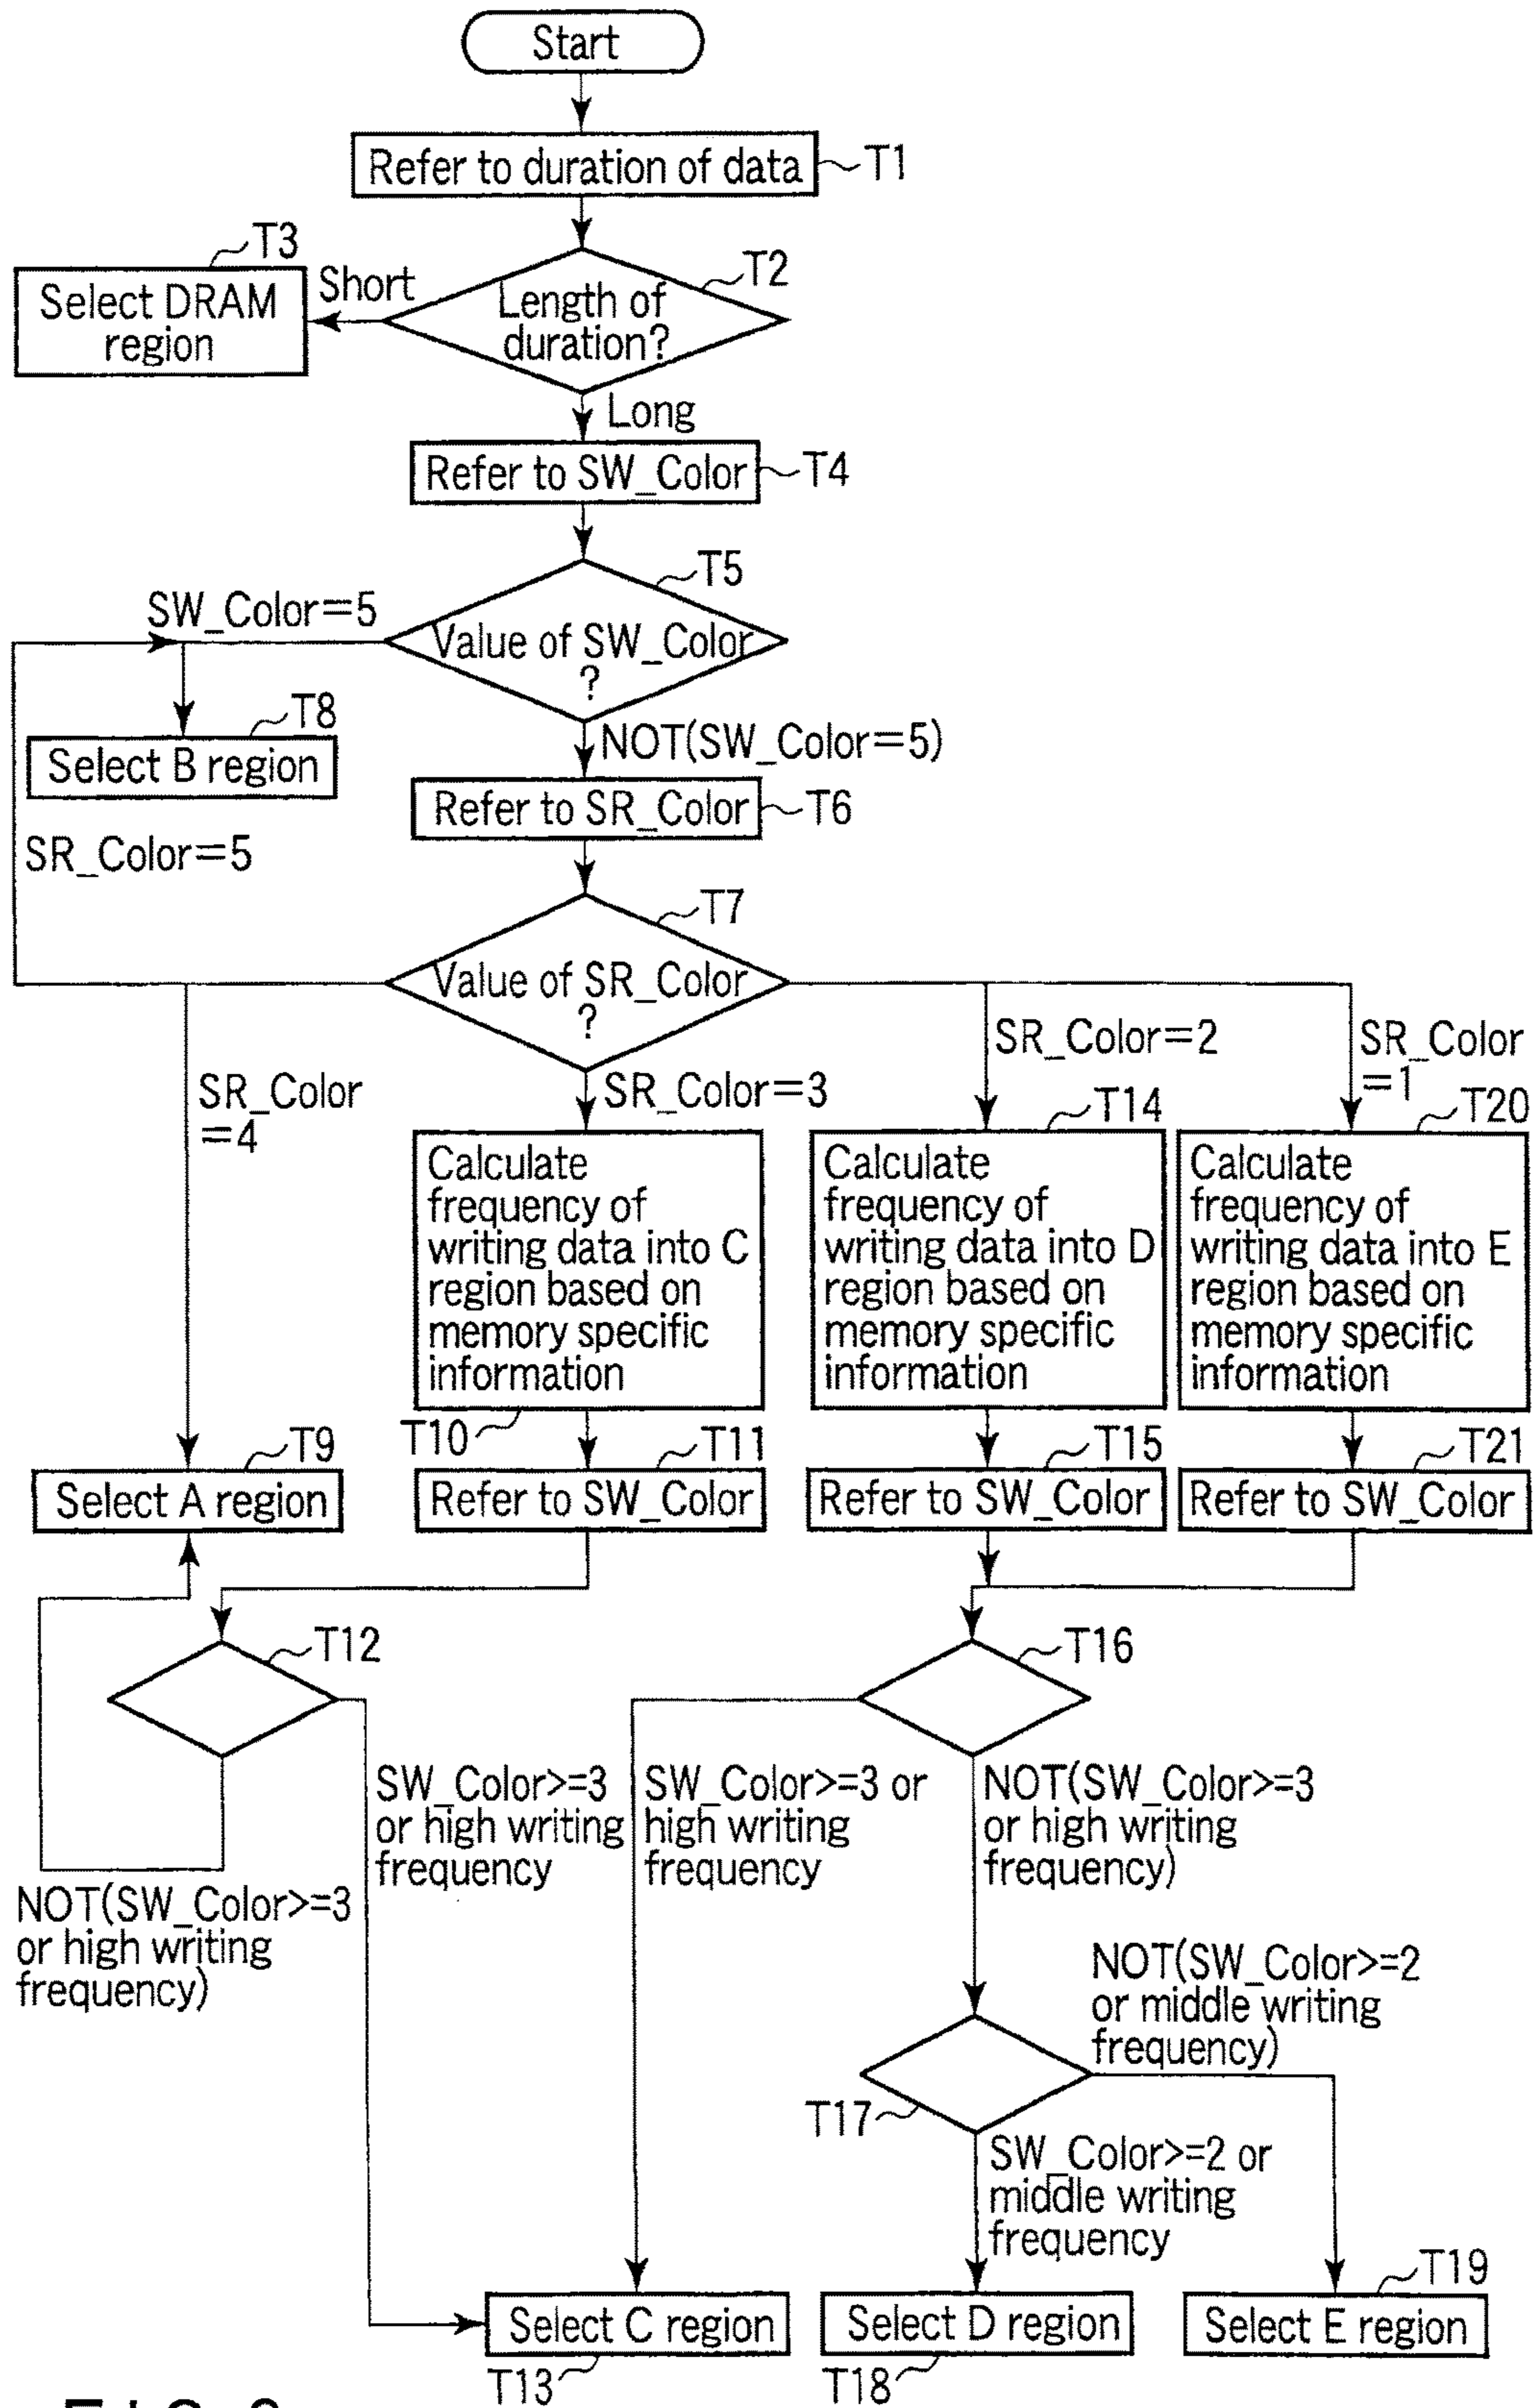 Start
Refer to duration of data
T1
T3
Select DRAM
region
Short
T2
Length of
duration?
Long
Refer to SW_Color
T4
T5
SW_Color=5
Value of SW_Color
?
T8
Select B region
NOT(SW_Color=5)
Refer to SR_Color
T6
SR_Color=5
T7
Value of SR_Color
?
SR_Color
=4
SR_Color=3
SR_Color=2
SR_Color
=1
T14
T20
Calculate
frequency of
writing data into C
region based on
memory specific
information
T10
Calculate
frequency of
writing data into D
region based on
memory specific
information
Calculate
frequency of
writing data into E
region based on
memory specific
information
T9
Select A region
T11
Refer to SW_Color
T15
Refer to SW_Color
T21
Refer to SW_Color
T12
T16
SW_Color>=3
or high writing
frequency
SW_Color>=3 or
high writing
frequency
NOT(SW_Color>=3
or high writing
frequency)
NOT(SW_Color>=3
or high writing
frequency)
NOT(SW_Color>=2
or middle writing
frequency)
T17
SW_Color>=2 or
middle writing
frequency
T19
Select C region
Select D region
Select E region
T13
T18